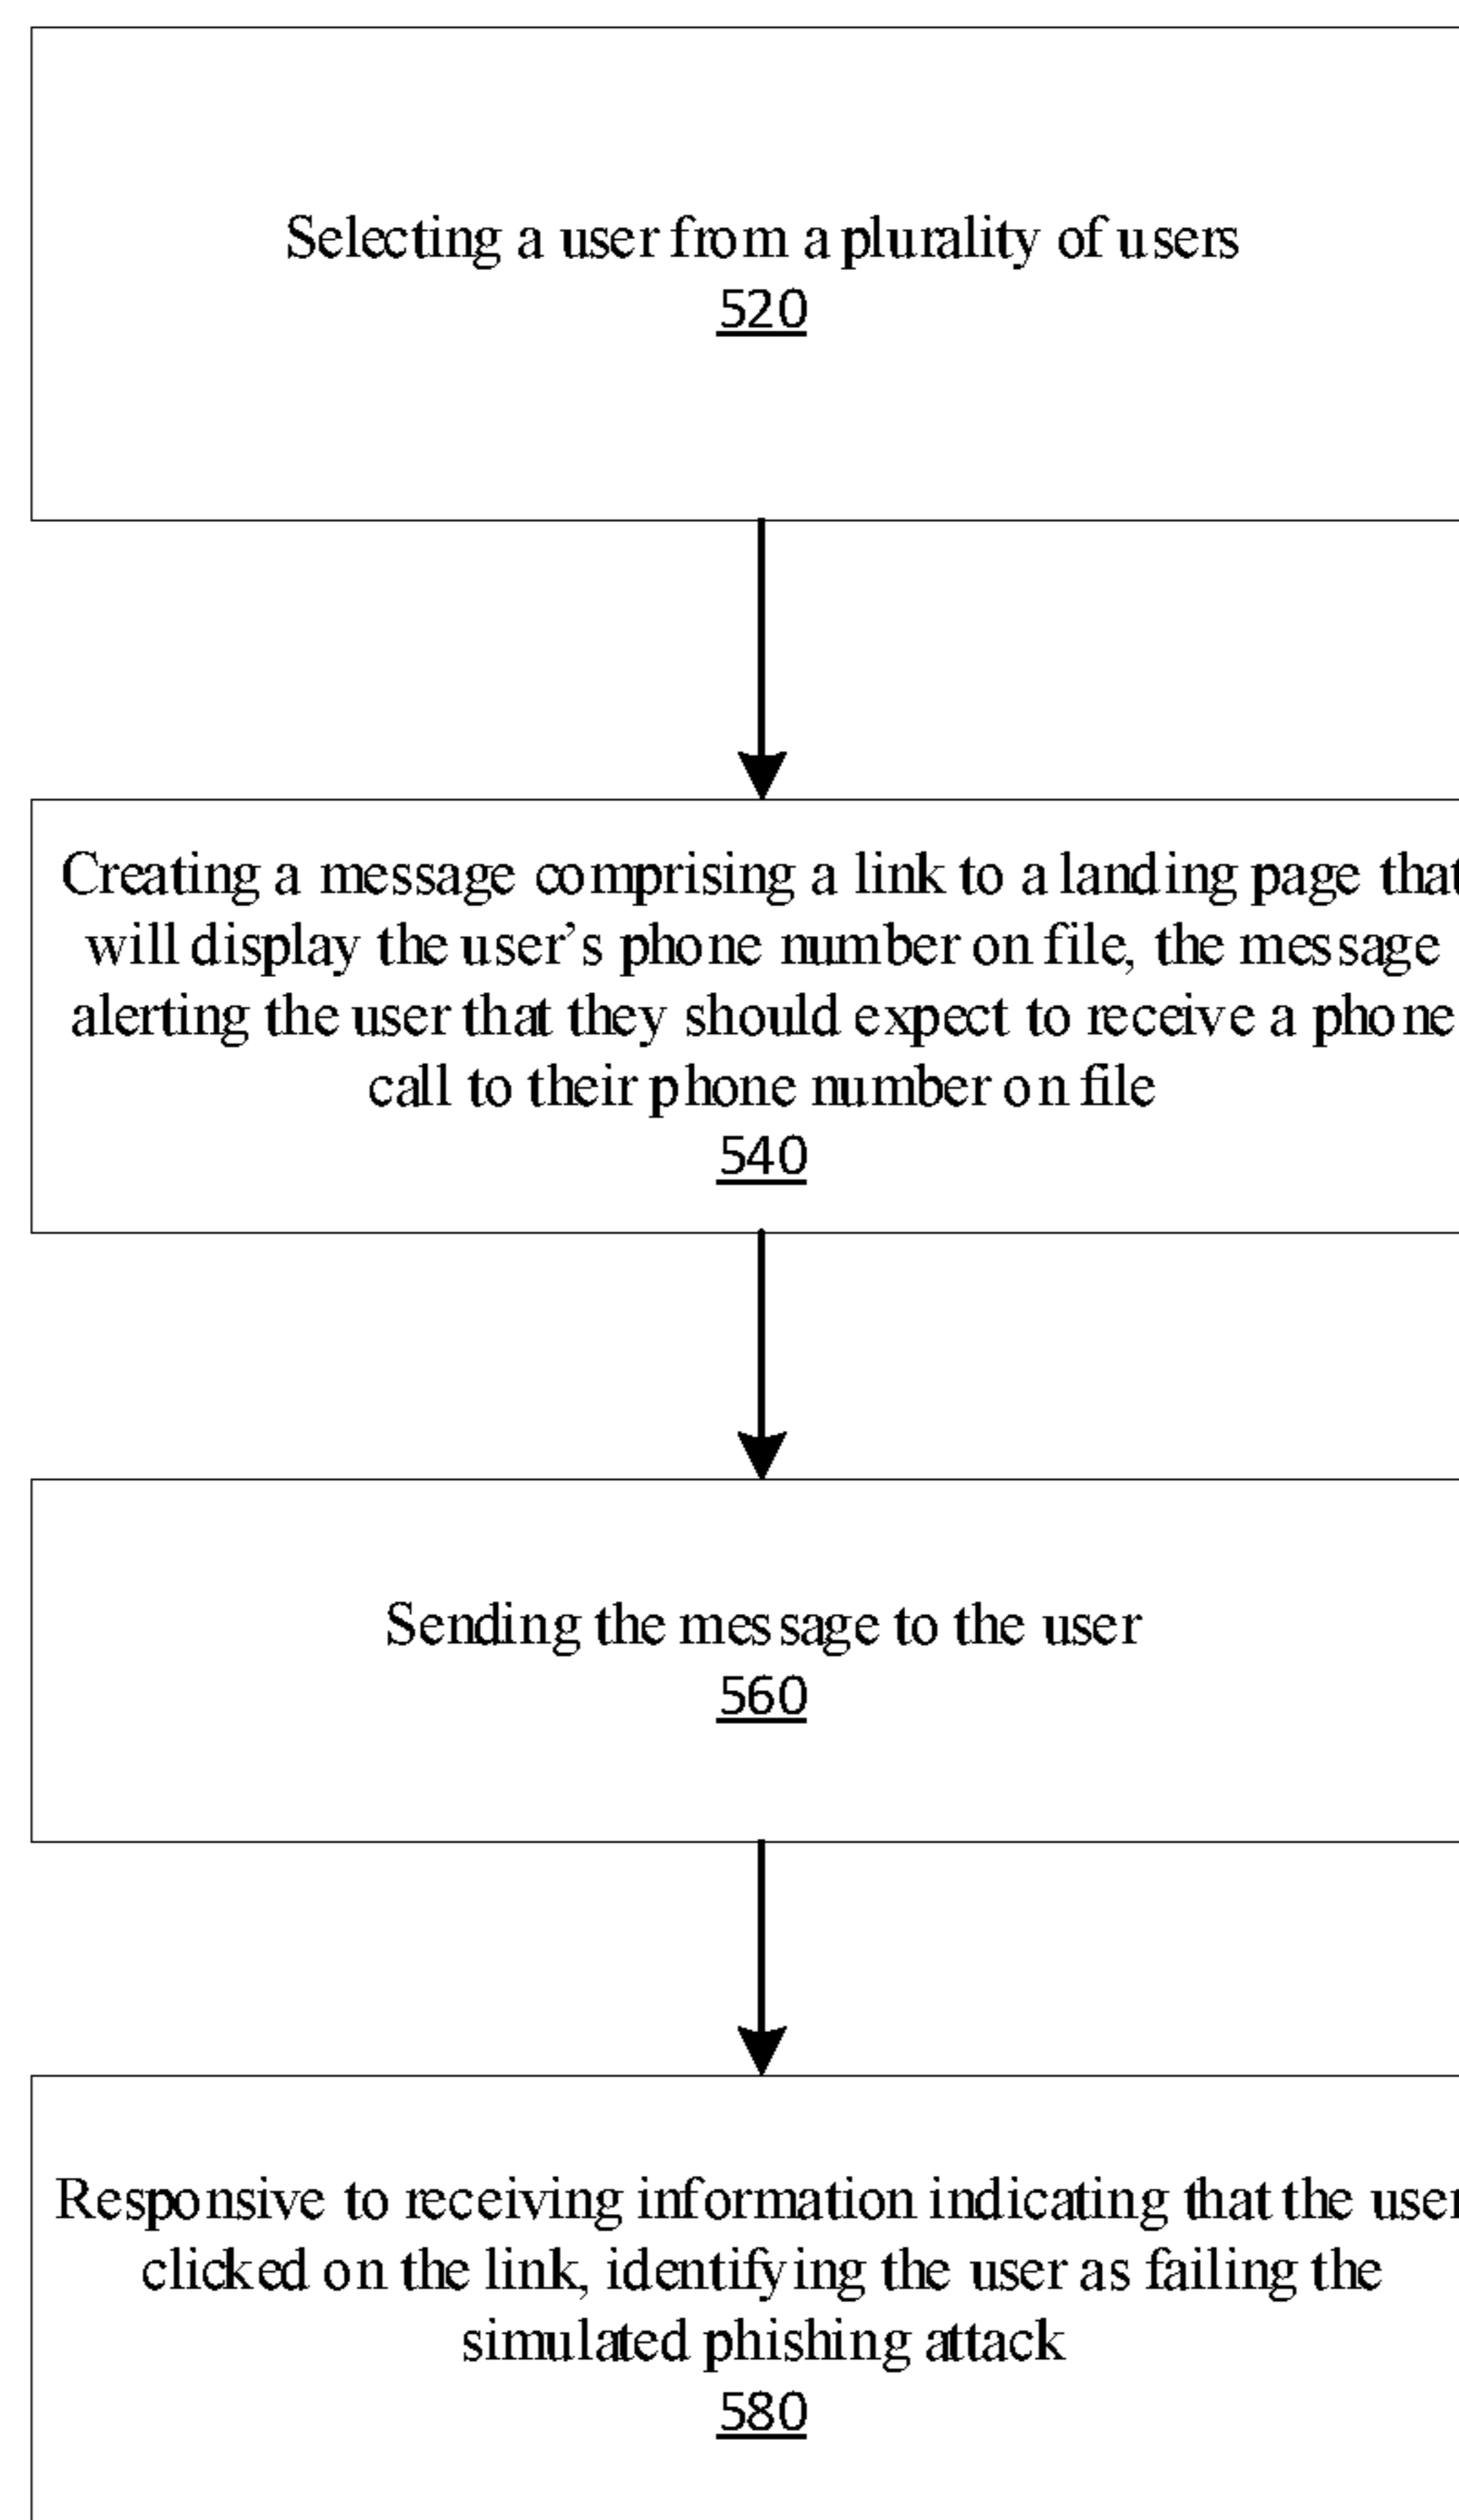 Selecting a user from a plurality of users
520
Creating a message comprising a link to a landing page that
will display the user’s phone number on file, the message
alerting the user that they should expect to receive a phone
call to their phone number on file
540
Sending the message to the user
560
Responsive to receiving information indicating that the user
clicked on the link, identifying the user as failing the
simulated phishing attack
580